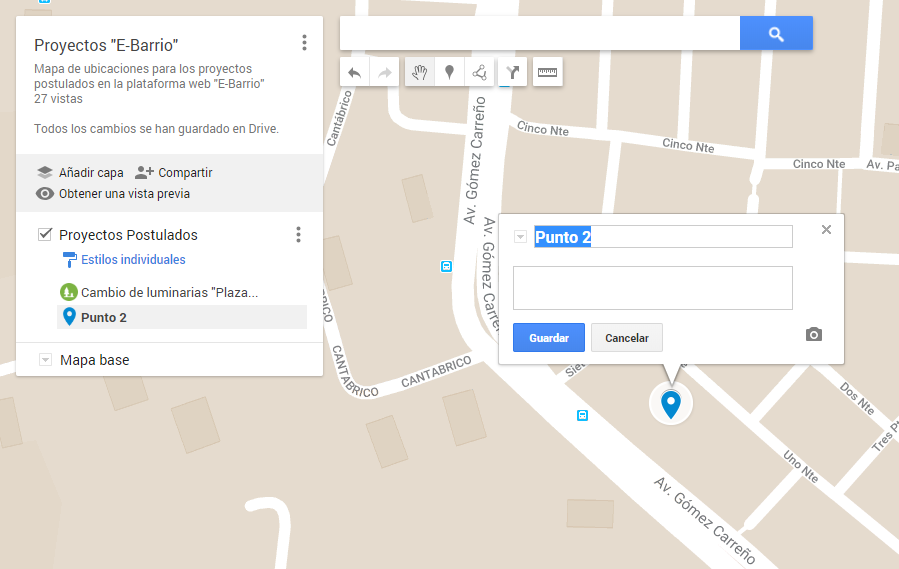 Proyectos "E-Barrio"
Mapa de ubicaciones para los proyectos
postulados en la plataforma web "E-Barrio"
27 vistas
Todos los cambios se han guardado en Drive.
Añadir capa
Compartir
Obtener una vista previa
Proyectos Postulados
Estilos individuales
Cambio de luminarias "Plaza...
Punto 2
Mapa base
Punto 2
Guardar
Cancelar
Cantábrico
Av. Gómez Carreño
Cinco Nte
Cinco Nte
Cinco Nte
Av. Pa
Av. Gómez Carreño
CANTABRICO
CANTABRICO
Dos Nte
Uno Nte
Av. Gómez Carreño